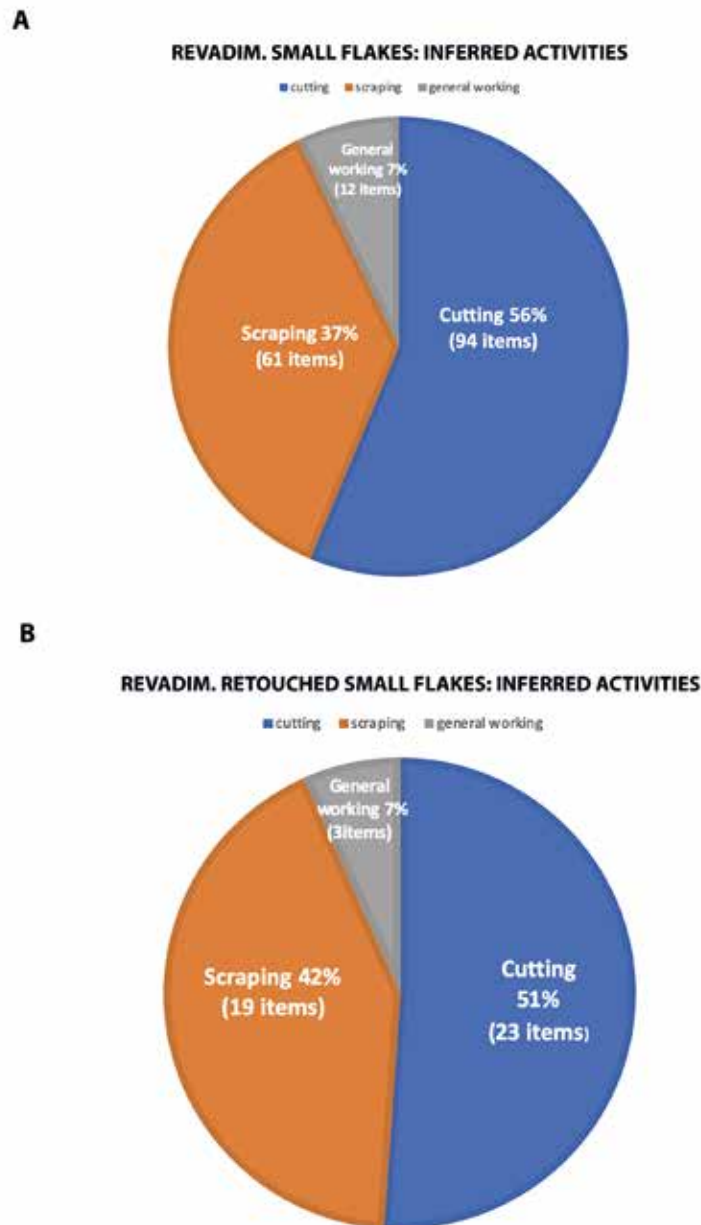 A
REVADIM. SMALL FLAKES: INFERRED ACTIVITIES
cutting scraping general working
General
working 7%
(12 items)
Cutting 56%
(94 items)
Scraping 37%
(61 items)
B
REVADIM. RETOUCHED SMALL FLAKES: INFERRED ACTIVITIES
cutting scraping general working
General
working 7%
(3items)
Scraping 42%
(19 items)
Cutting
51%
(23 items)